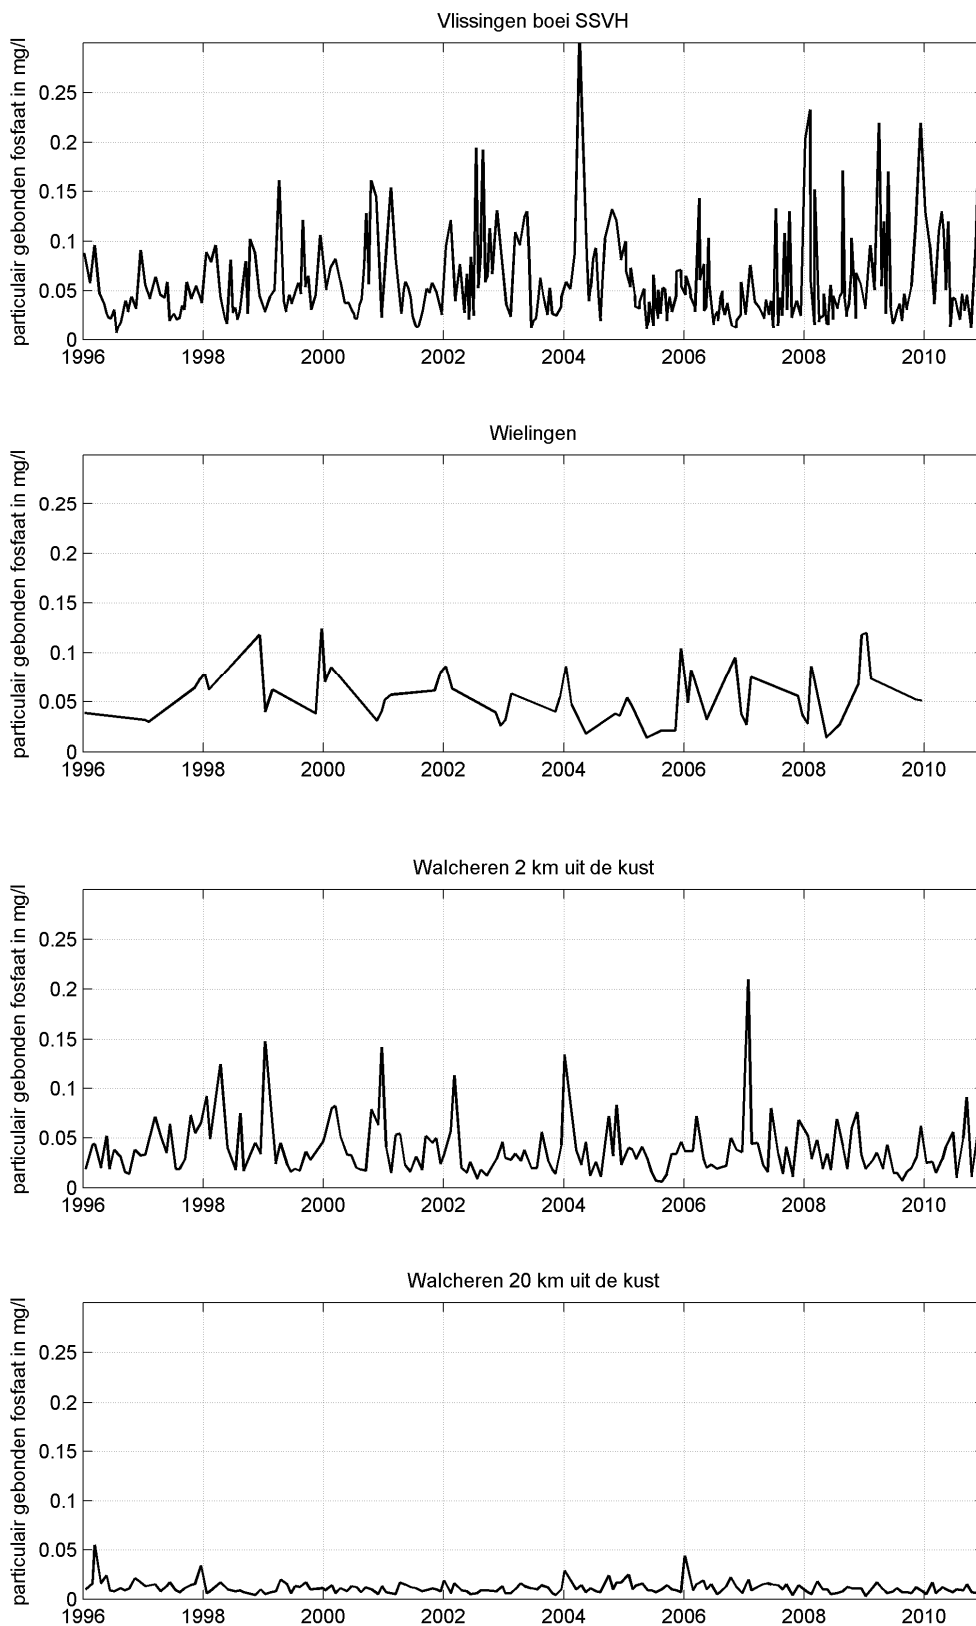 Vlissingen boei SSVH
particulair gebonden fosfaat in mg/l
0.25
0.2
0.15
0.1
0.05
0
1996 1998 2000 2002 2004 2006 2008 2010
Wielingen
particulair gebonden fosfaat in mg/l
0.25
0.2
0.15
0.1
0.05
0
1996 1998 2000 2002 2004 2006 2008 2010
Walcheren 2 km uit de kust
particulair gebonden fosfaat in mg/l
0.25
0.2
0.15
0.1
0.05
0
1996 1998 2000 2002 2004 2006 2008 2010
Walcheren 20 km uit de kust
particulair gebonden fosfaat in mg/l
0.25
0.2
0.15
0.1
0.05
0
1996 1998 2000 2002 2004 2006 2008 2010